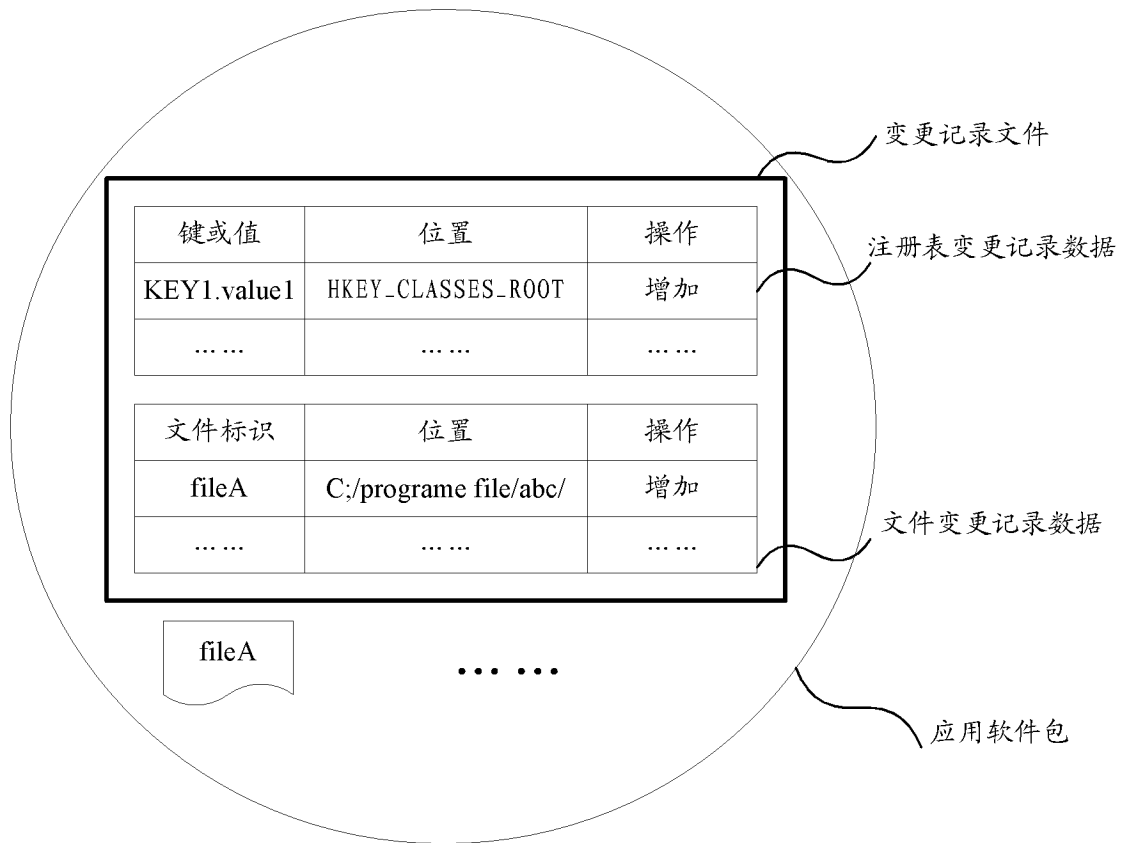 变更记录文件
键或值 位置 操作
注册表变更记录数据
KEY1.value1 HKEY_CLASSES_ROOT 增加
…… …… ……
文件标识 位置 操作
fileA C;/programe file/abc/ 增加
文件变更记录数据
…… …… ……
fileA ……
应用软件包